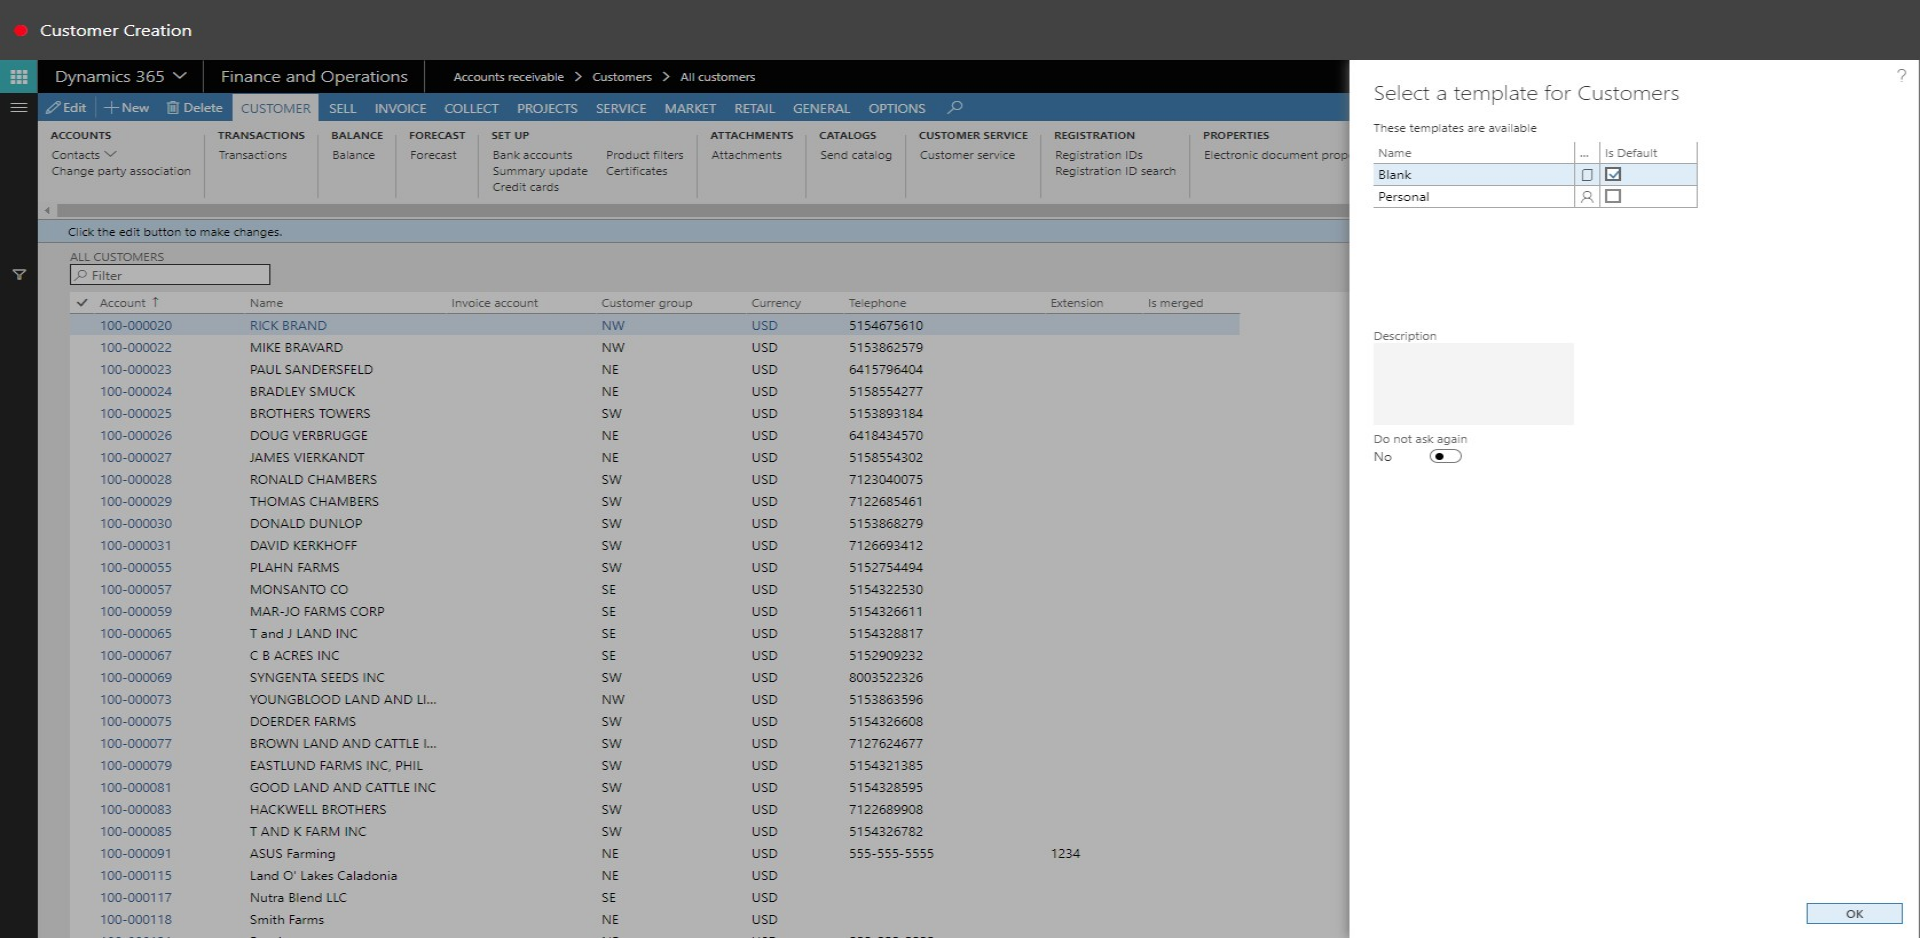 Customer Creation
Dynamics 365
Finance and Operations
Accounts receivable > Customers > All customers
Edit New Delete CUSTOMER SELL INVOICE COLLECT PROJECTS SERVICE MARKET RETAIL GENERAL OPTIONS
ACCOUNTS
Contacts
Change party association
TRANSACTIONS
Transactions
BALANCE
Balance
FORECAST
Forecast
SET UP
Bank accounts
Summary update
Credit cards
Product filters
Certificates
ATTACHMENTS
Attachments
CATALOGS
Send catalog
CUSTOMER SERVICE
Customer service
REGISTRATION
Registration IDs
Registration ID search
PROPERTIES
Electronic document prop
Click the edit button to make changes.
ALL CUSTOMERS
Filter
Account ↑ Name Invoice account Customer group Currency Telephone Extension Is merged
100-000020 RICK BRAND NW USD 5154675610
100-000022 MIKE BRAVARD NW USD 5153862579
100-000023 PAUL SANDERSFELD NE USD 6415796404
100-000024 BRADLEY SMUCK NE USD 5158554277
100-000025 BROTHERS TOWERS SW USD 5153893184
100-000026 DOUG VERBRUGGE NE USD 6418434570
100-000027 JAMES VIERKANDT NE USD 5158554302
100-000028 RONALD CHAMBERS SW USD 7123040075
100-000029 THOMAS CHAMBERS SW USD 7122685461
100-000030 DONALD DUNLOP SW USD 5153868279
100-000031 DAVID KERKHOFF SW USD 7126693412
100-000055 PLAHN FARMS SW USD 5152754494
100-000057 MONSANTO CO SE USD 5154322530
100-000059 MAR-JO FARMS CORP SE USD 5154326611
100-000065 T and J LAND INC SE USD 5154328817
100-000067 C B ACRES INC SE USD 5152909232
100-000069 SYNGENTA SEEDS INC SW USD 8003522326
100-000073 YOUNGBLOOD LAND AND LI... NW USD 5153863596
100-000075 DOERDER FARMS SW USD 5154326608
100-000077 BROWN LAND AND CATTLE I... SW USD 7127624677
100-000079 EASTLUND FARMS INC, PHIL SW USD 5154321385
100-000081 GOOD LAND AND CATTLE INC SW USD 5154328595
100-000083 HACKWELL BROTHERS SW USD 7122689908
100-000085 T AND K FARM INC SW USD 5154326782
100-000091 ASUS Farming NE USD 555-555-5555 1234
100-000115 Land O' Lakes Caladonia NE USD
100-000117 Nutra Blend LLC SE USD
100-000118 Smith Farms NE USD
?
Select a template for Customers
These templates are available
Name ... Is Default
Blank
Personal
Description
Do not ask again
No
OK